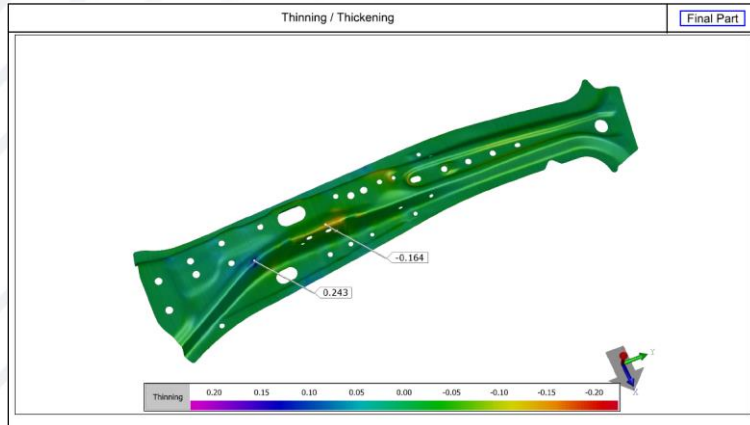 Thinning / Thickening
Final Part
-0.164
0.243
Y
X
Thinning 0.20 0.15 0.10 0.05 0.00 -0.05 -0.10 -0.15 -0.20